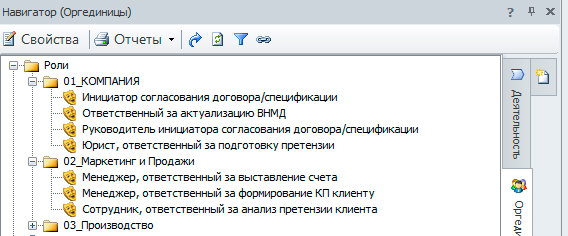 Навигатор (Оргединицы)
Свойства
Отчеты
Роли
01_КОМПАНИЯ
Инициатор согласования договора/спецификации
Ответственный за актуализацию ВНМД
Руководитель инициатора согласования договора/спецификации
Юрист, ответственный за подготовку претензии
02_Маркетинг и Продажи
Менеджер, ответственный за выставление счета
Менеджер, ответственный за формирование КП клиенту
Сотрудник, ответственный за анализ претензии клиента
03_Производство
Деятельность
Оргеди